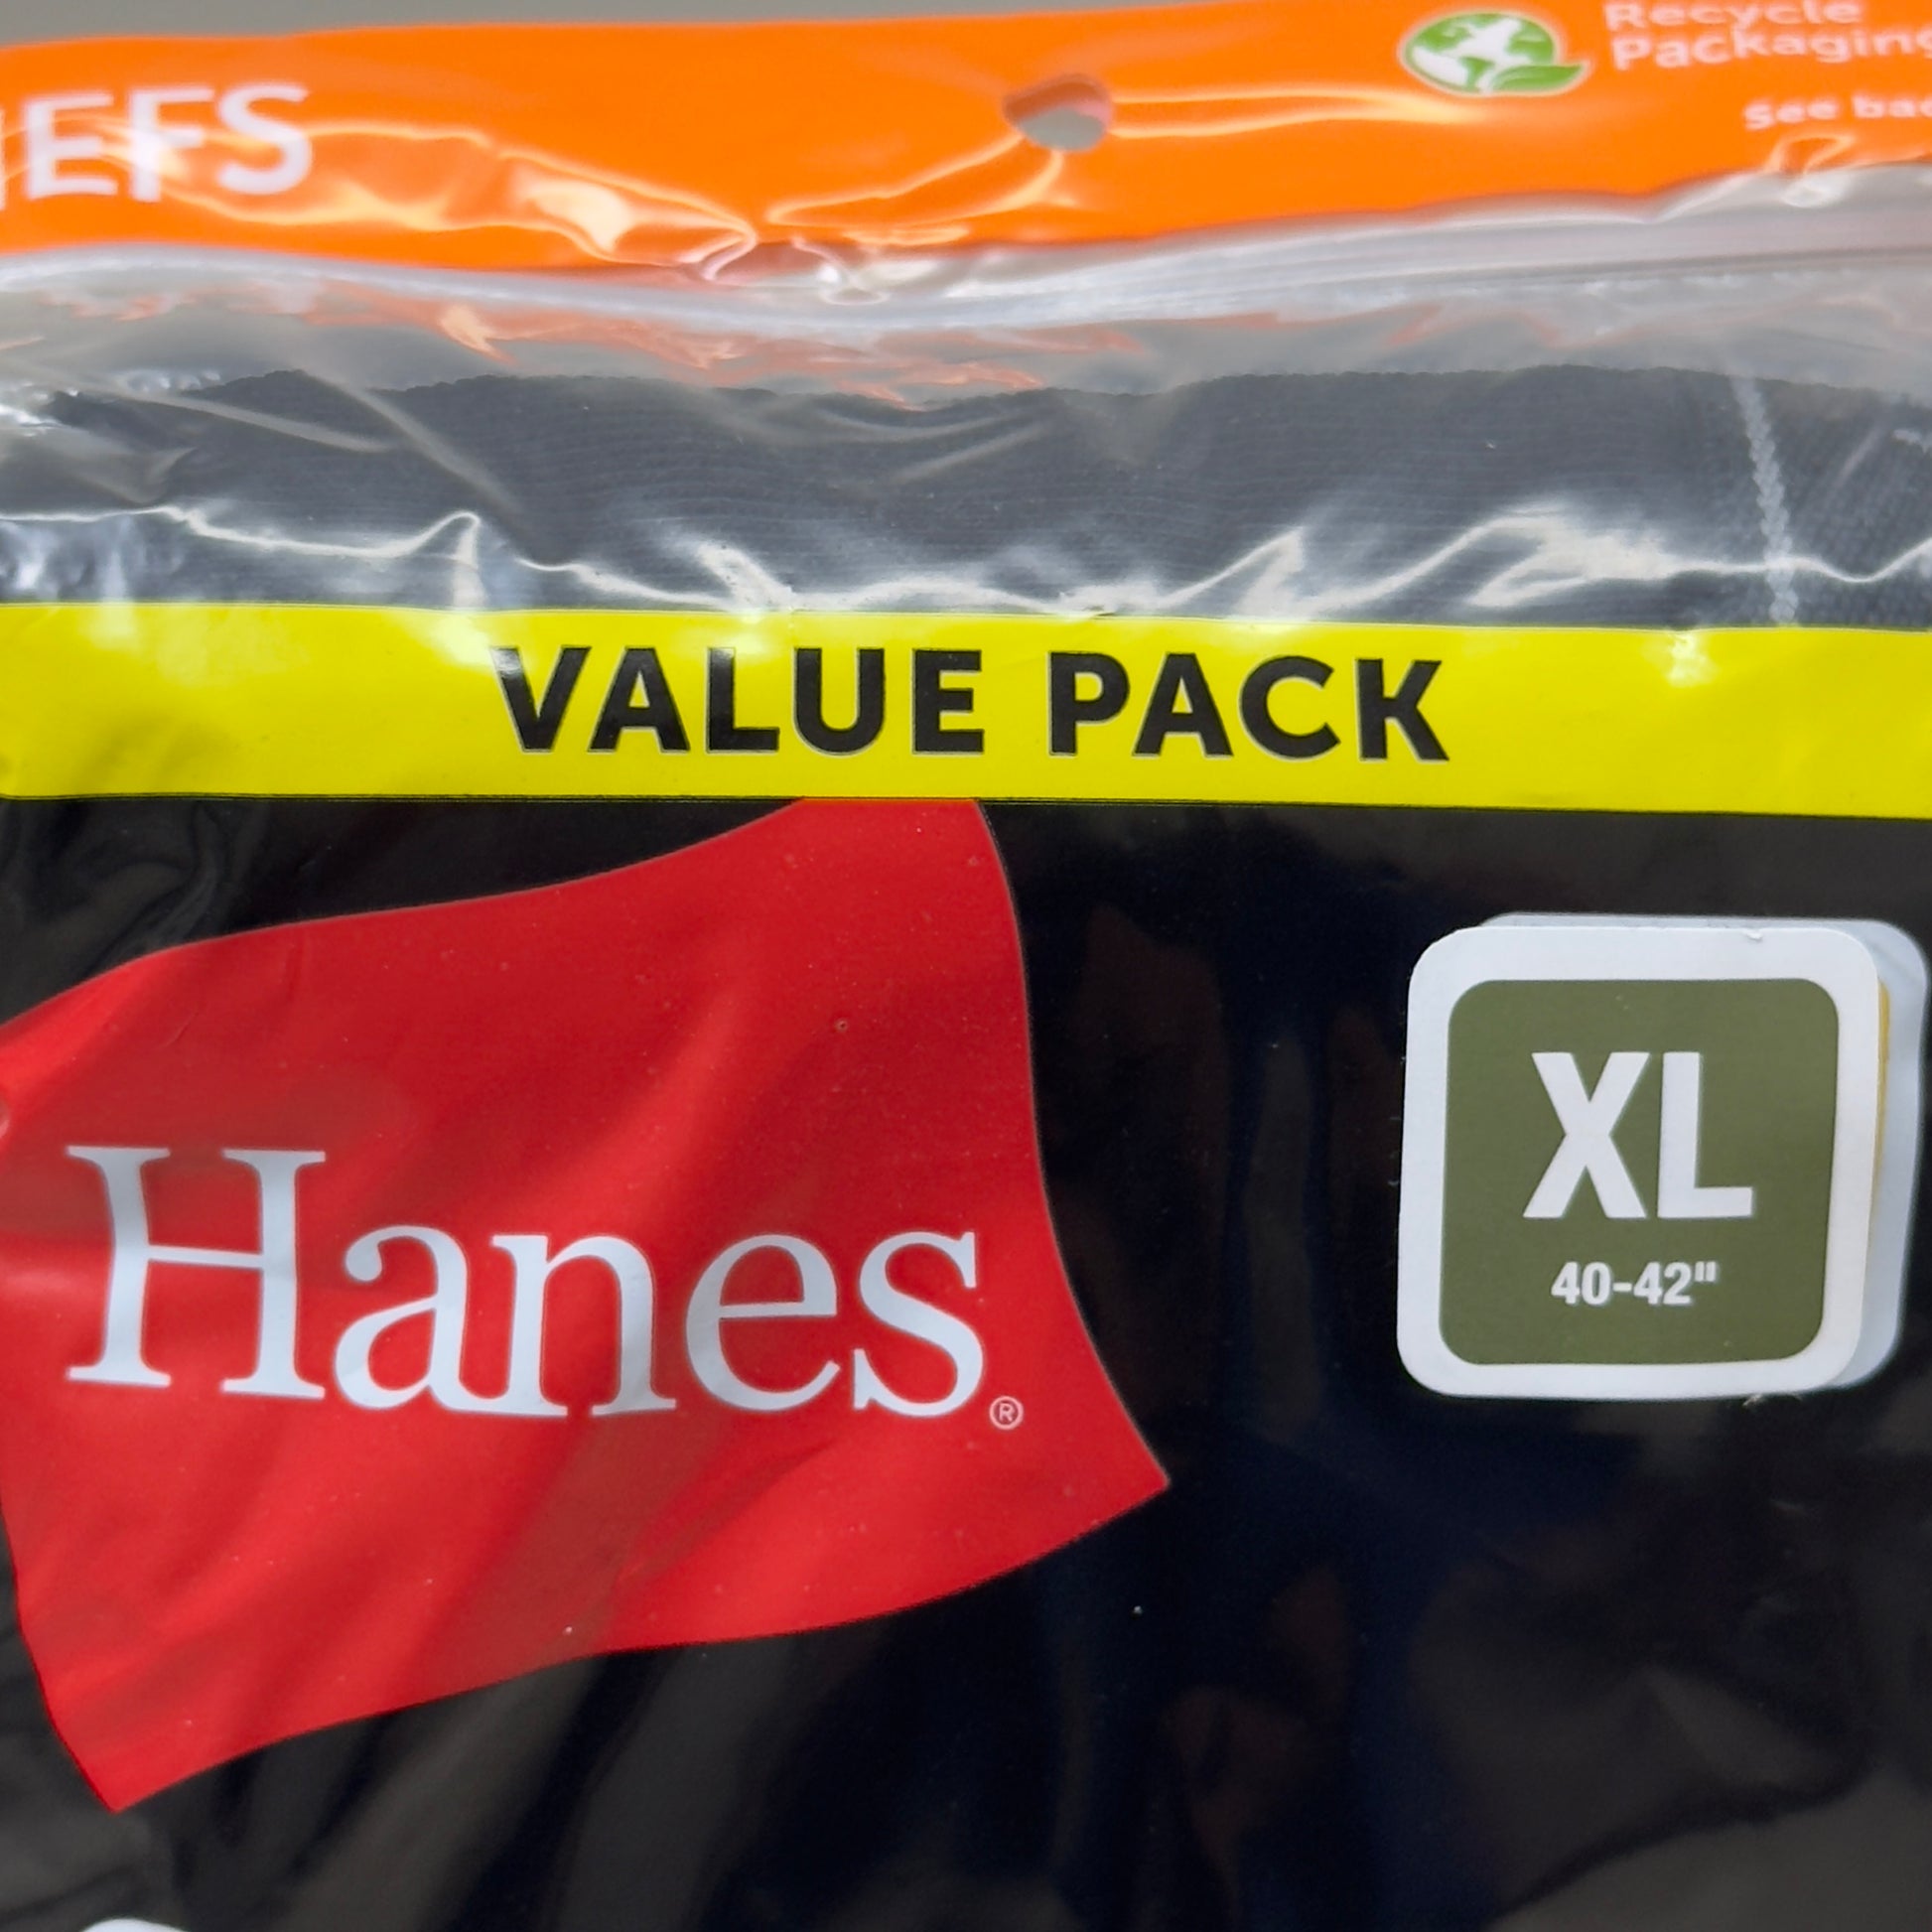 IEFS
Recycle
Packaging
See bac
VALUE PACK
Hanes®
XL
40-42"